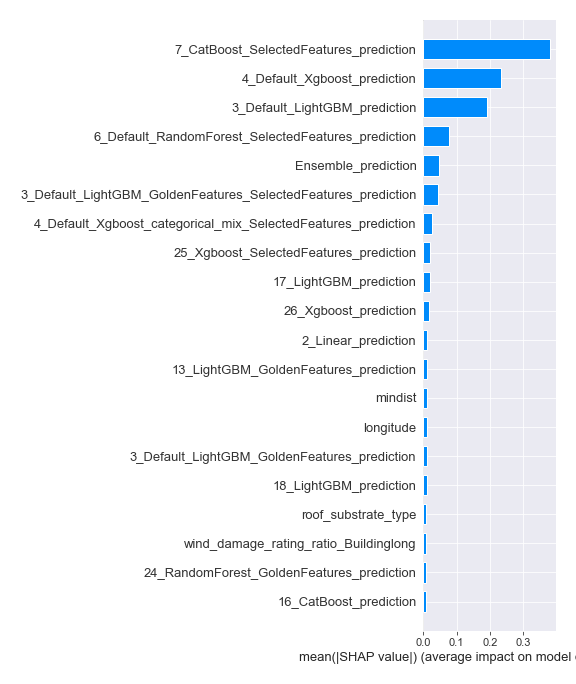 7_CatBoost_SelectedFeatures_prediction
4_Default_Xgboost_prediction
3_Default_LightGBM_prediction
6_Default_RandomForest_SelectedFeatures_prediction
Ensemble_prediction
3_Default_LightGBM_GoldenFeatures_SelectedFeatures_prediction
4_Default_Xgboost_categorical_mix_SelectedFeatures_prediction
25_Xgboost_SelectedFeatures_prediction
17_LightGBM_prediction
26_Xgboost_prediction
2_Linear_prediction
13_LightGBM_GoldenFeatures_prediction
mindist
longitude
3_Default_LightGBM_GoldenFeatures_prediction
18_LightGBM_prediction
roof_substrate_type
wind_damage_rating_ratio_Buildinglong
24_RandomForest_GoldenFeatures_prediction
16_CatBoost_prediction
0.0 0.1 0.2 0.3
mean(|SHAP value|) (average impact on model